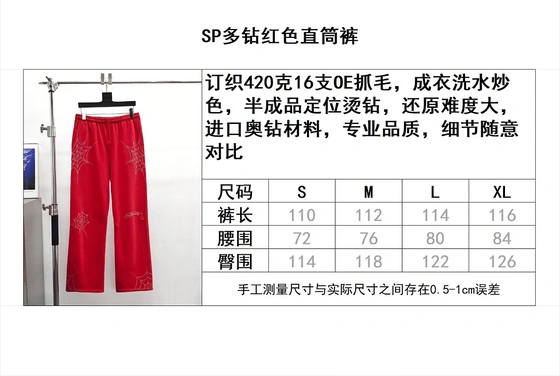 SP多钻红色直筒裤
订织420克16支OE抓毛，成衣洗水炒
色，半成品定位烫钻，还原难度大，
进口奥钻材料，专业品质，细节随意
对比
尺码 S M L XL
裤长 110 112 114 116
腰围 72 76 80 84
臀围 114 118 122 126
手工测量尺寸与实际尺寸之间存在0.5-1cm误差